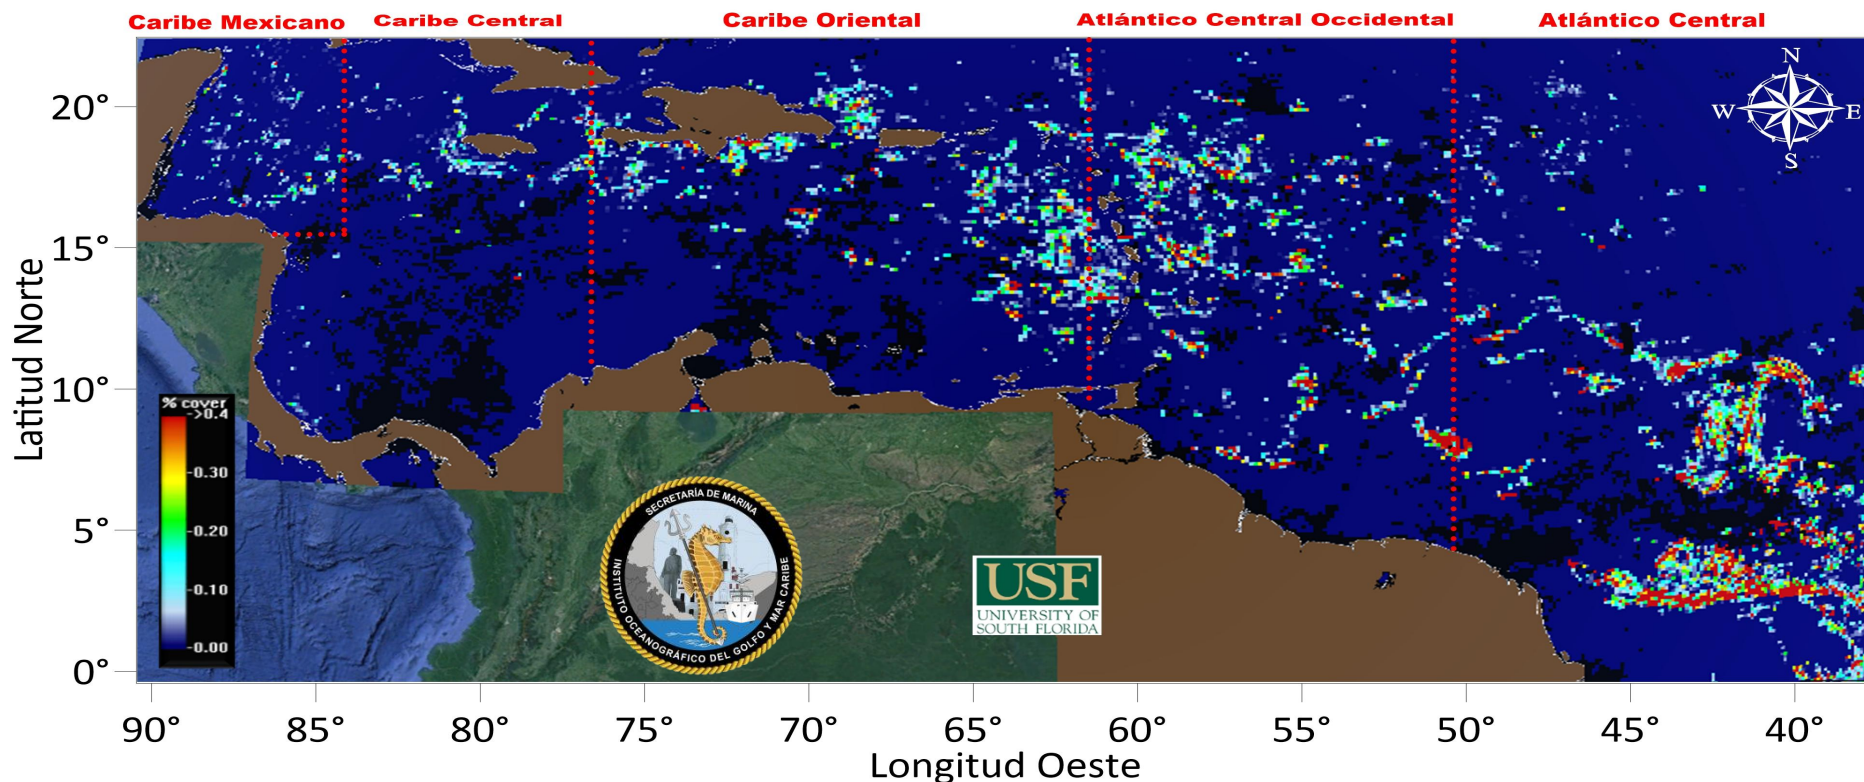 Caribe Mexicano
Caribe Central
Caribe Oriental
Atlántico Central Occidental
Atlántico Central
N
W
E
S
20°
15°
10°
5°
0°
Latitud Norte
% cover
->0.4
-0.30
-0.20
-0.10
-0.00
SECRETARÍA DE MARINA
INSTITUTO OCEANOGRÁFICO DEL GOLFO Y MAR CARIBE
USF
UNIVERSITY OF
SOUTH FLORIDA
90°
85°
80°
75°
70°
65°
60°
55°
50°
45°
40°
Longitud Oeste